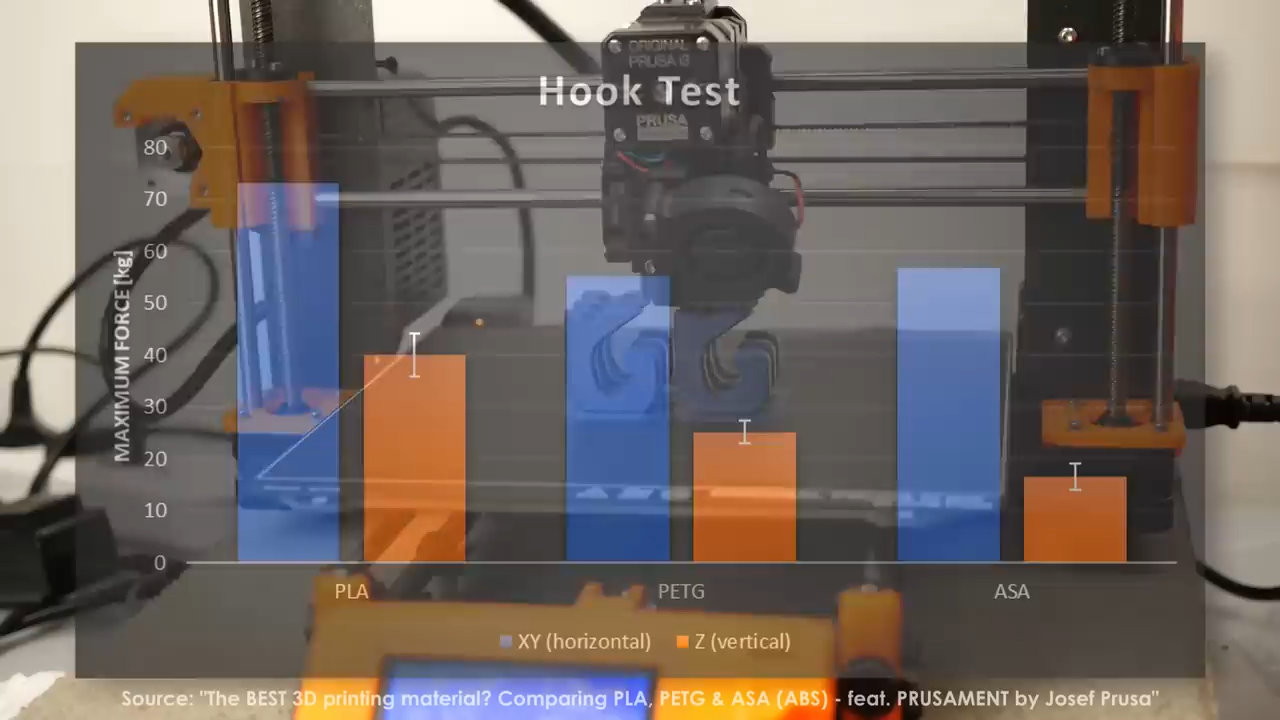 ORIGINAL
PRUSA i3
Hook Test
PRUSA
MAXIMUM FORCE [kg]
80
70
60
50
40
30
20
10
0
PLA
PETG
ASA
XY (horizontal)
Z (vertical)
Source: "The BEST 3D printing material? Comparing PLA, PETG & ASA (ABS) - feat. PRUSAMENT by Josef Prusa"